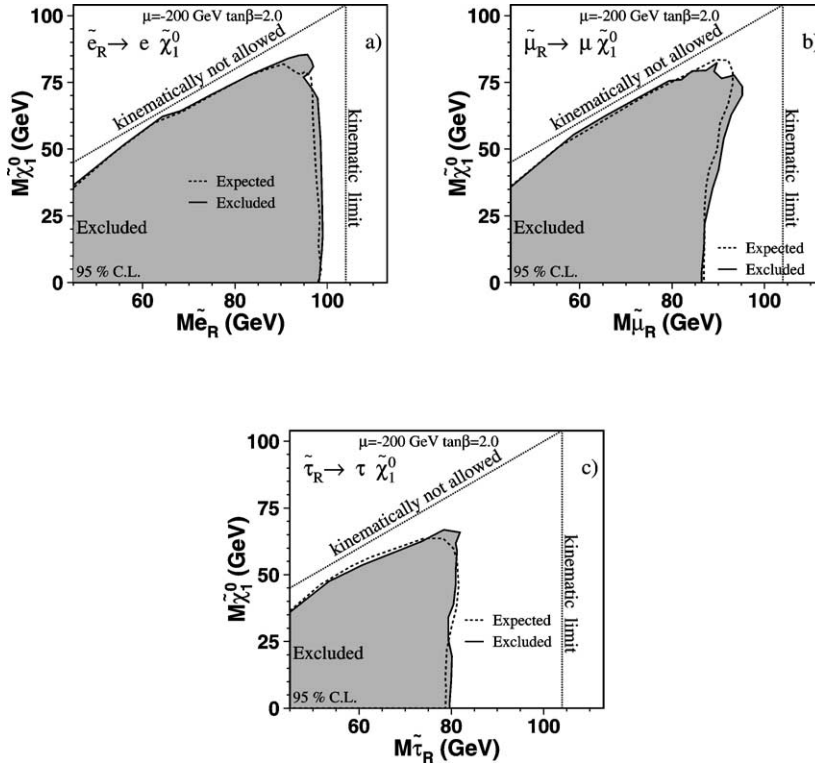 μ=-200 GeV tanβ=2.0
ẽR→ e χ̃⁰₁
a)
kinematically not allowed
kinematic limit
Mχ̃⁰₁ (GeV)
100
75
50
25
0
Expected
Excluded
Excluded
95 % C.L.
60 80 100
MẽR (GeV)
μ=-200 GeV tanβ=2.0
μ̃R→ μ χ̃⁰₁
b)
kinematically not allowed
kinematic limit
Mχ̃⁰₁ (GeV)
100
75
50
25
0
Excluded
Expected
Excluded
95 % C.L.
60 80 100
Mμ̃R (GeV)
μ=-200 GeV tanβ=2.0
τ̃R→ τ χ̃⁰₁
c)
kinematically not allowed
kinematic limit
Mχ̃⁰₁ (GeV)
100
75
50
25
0
Expected
Excluded
Excluded
95 % C.L.
60 80 100
Mτ̃R (GeV)